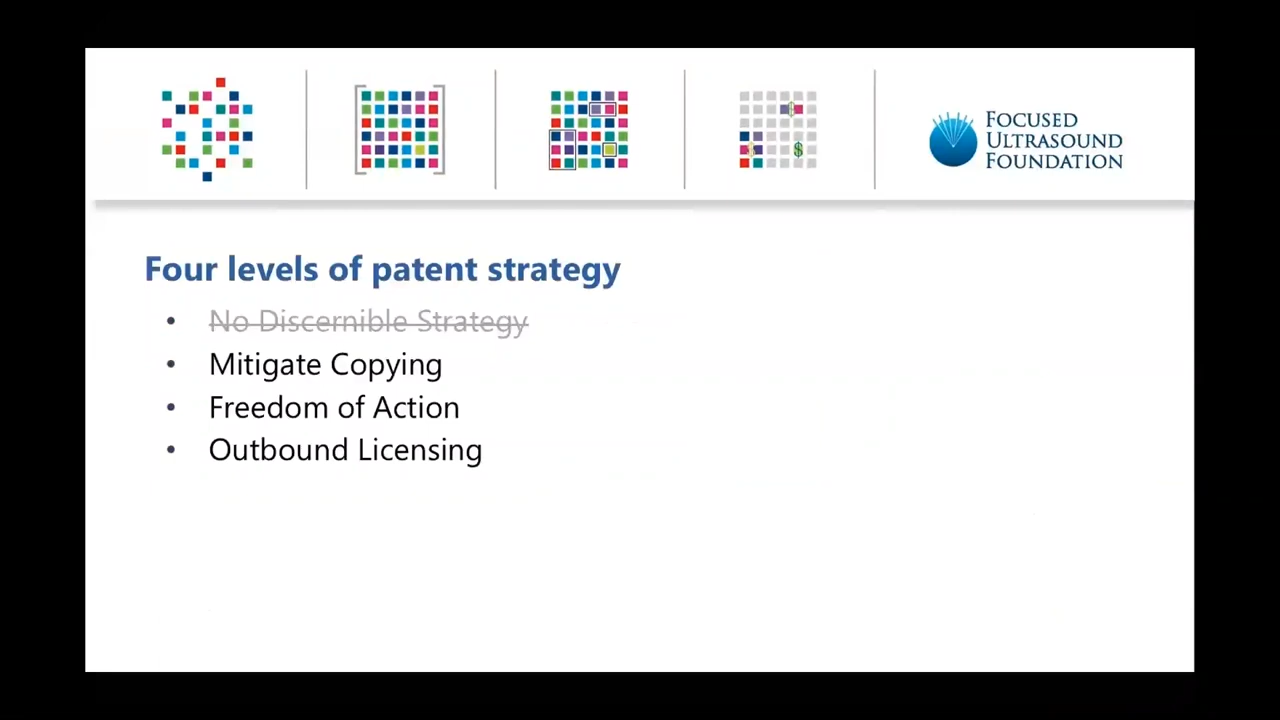 FOCUSED
ULTRASOUND
FOUNDATION
$
$
$
Four levels of patent strategy
• No Discernible Strategy
• Mitigate Copying
• Freedom of Action
• Outbound Licensing